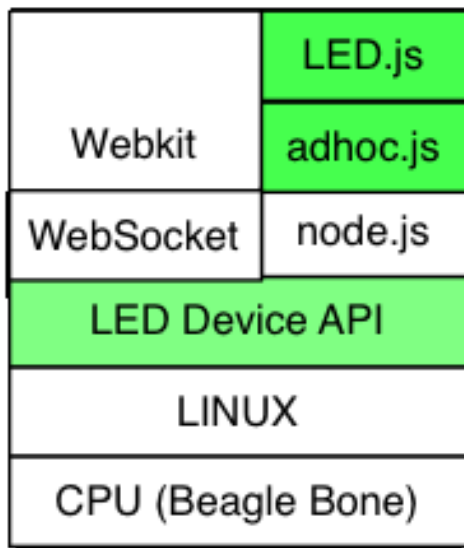 LED.js
Webkit
adhoc.js
WebSocket
node.js
LED Device API
LINUX
CPU (Beagle Bone)